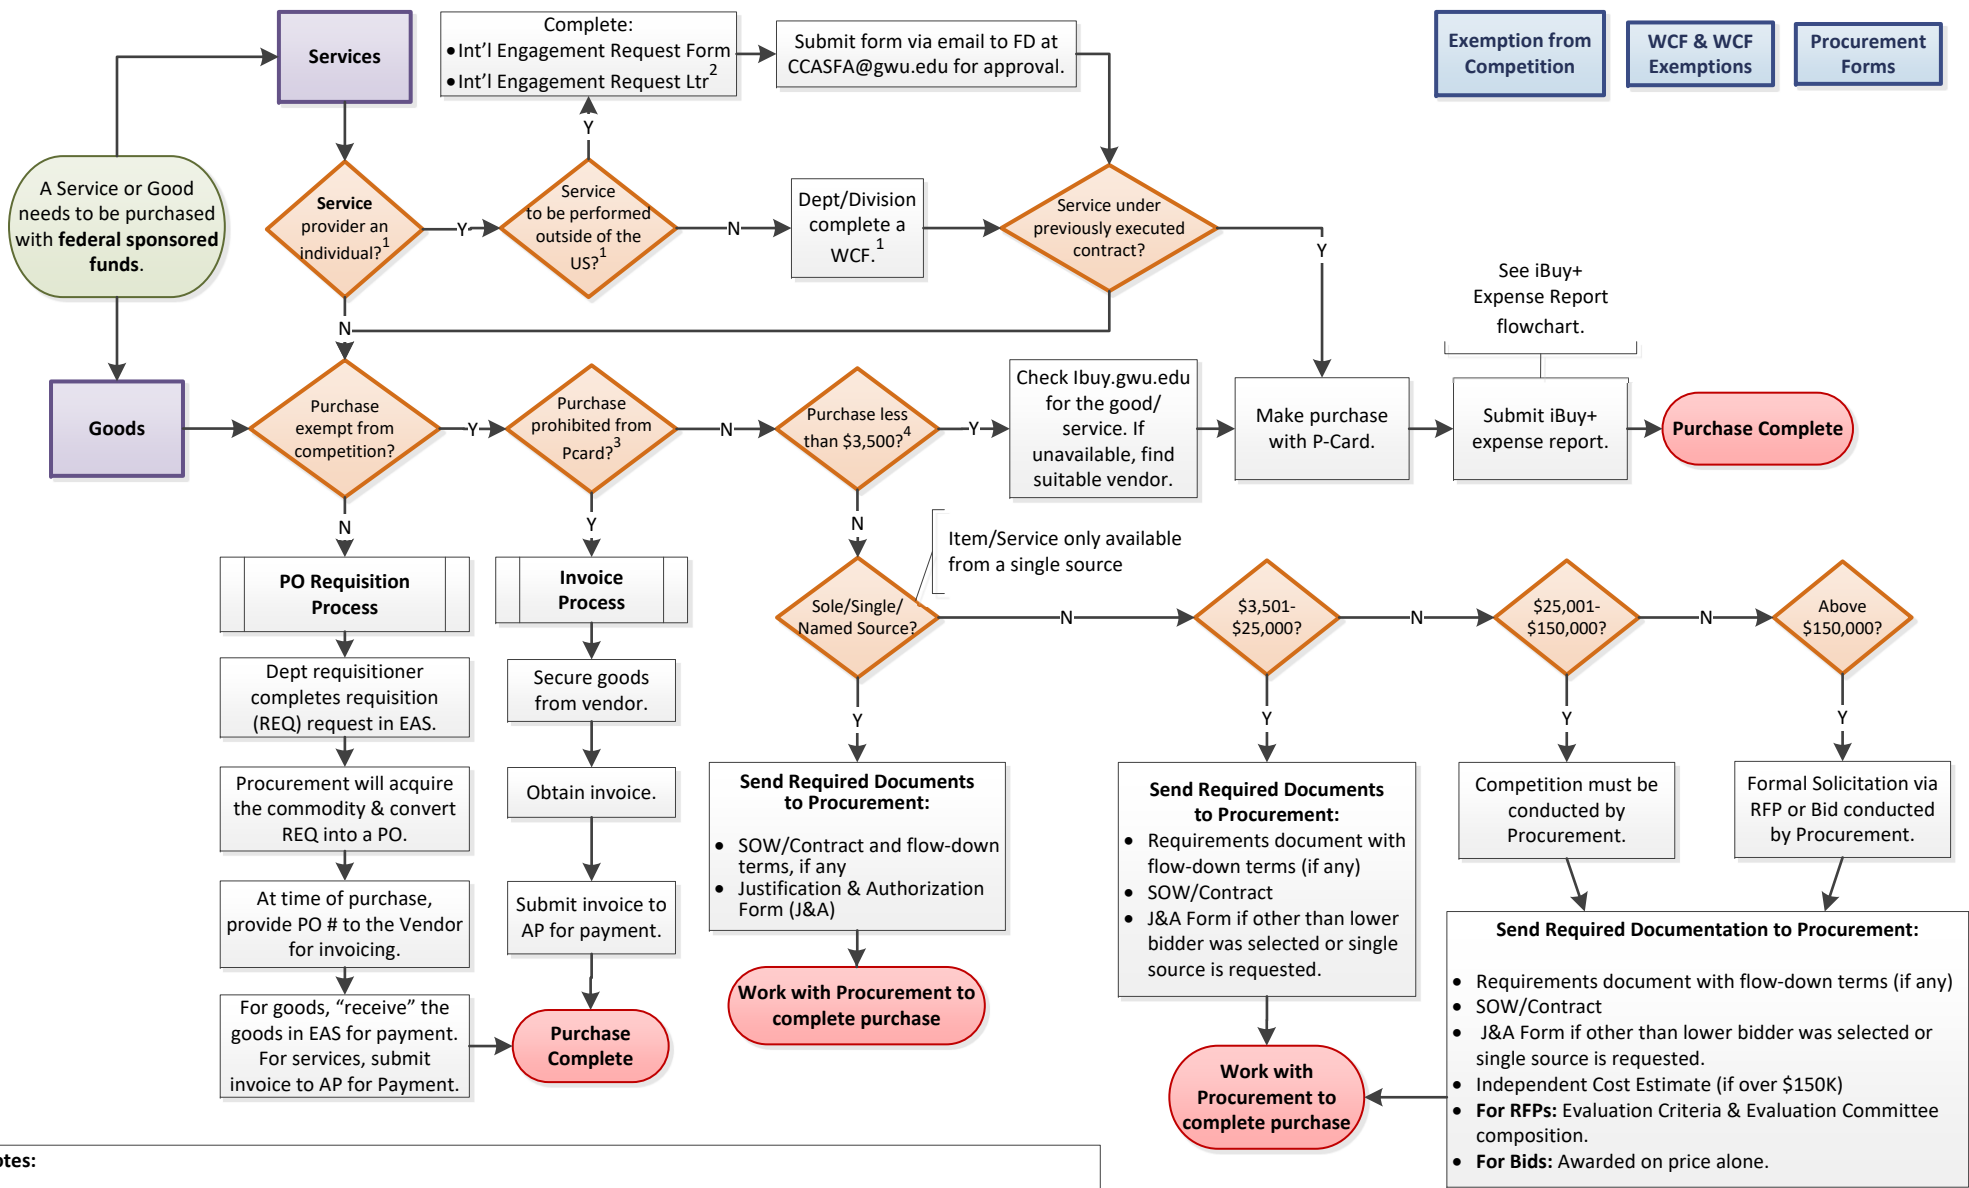 Services
Complete:
• Int'l Engagement Request Form
• Int'l Engagement Request Ltr2
Submit form via email to FD at
CCASFA@gwu.edu for approval.
Exemption from
Competition
WCF & WCF
Exemptions
Procurement
Forms
A Service or Good
needs to be purchased
with federal sponsored
funds.
Service
provider an
individual?1
Y
Service
to be performed
outside of the
US?1
Y
N
Dept/Division
complete a
WCF.1
Service under
previously executed
contract?
Y
N
See iBuy+
Expense Report
flowchart.
Goods
Purchase
exempt from
competition?
Y
Purchase
prohibited from
Pcard?3
N
Purchase less
than $3,500?4
Y
Check Ibuy.gwu.edu
for the good/
service. If
unavailable, find
suitable vendor.
Make purchase
with P-Card.
Submit iBuy+
expense report.
Purchase Complete
N
Y
N
Item/Service only available
from a single source
PO Requisition
Process
Invoice
Process
Sole/Single/
Named Source?
N
$3,501-
$25,000?
N
$25,001-
$150,000?
N
Above
$150,000?
Y
Y
Y
Y
Dept requisitioner
completes requisition
(REQ) request in EAS.
Procurement will acquire
the commodity & convert
REQ into a PO.
At time of purchase,
provide PO # to the Vendor
for invoicing.
For goods, “receive” the
goods in EAS for payment.
For services, submit
invoice to AP for Payment.
Secure goods
from vendor.
Obtain invoice.
Submit invoice to
AP for payment.
Purchase
Complete
Send Required Documents
to Procurement:
• SOW/Contract and flow-down
terms, if any
• Justification & Authorization
Form (J&A)
Work with Procurement to
complete purchase
Send Required Documents
to Procurement:
• Requirements document with
flow-down terms (if any)
• SOW/Contract
• J&A Form if other than lower
bidder was selected or single
source is requested.
Work with
Procurement to
complete purchase
Competition must be
conducted by
Procurement.
Formal Solicitation via
RFP or Bid conducted
by Procurement.
Send Required Documentation to Procurement:
• Requirements document with flow-down terms (if any)
• SOW/Contract
• J&A Form if other than lower bidder was selected or
single source is requested.
• Independent Cost Estimate (if over $150K)
• For RFPs: Evaluation Criteria & Evaluation Committee
composition.
• For Bids: Awarded on price alone.
otes: